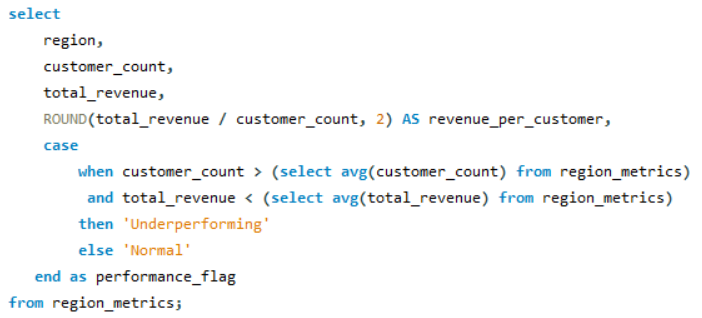 select
region,
customer_count,
total_revenue,
ROUND(total_revenue / customer_count, 2) AS revenue_per_customer,
case
when customer_count > (select avg(customer_count) from region_metrics)
and total_revenue < (select avg(total_revenue) from region_metrics)
then 'Underperforming'
else 'Normal'
end as performance_flag
from region_metrics;